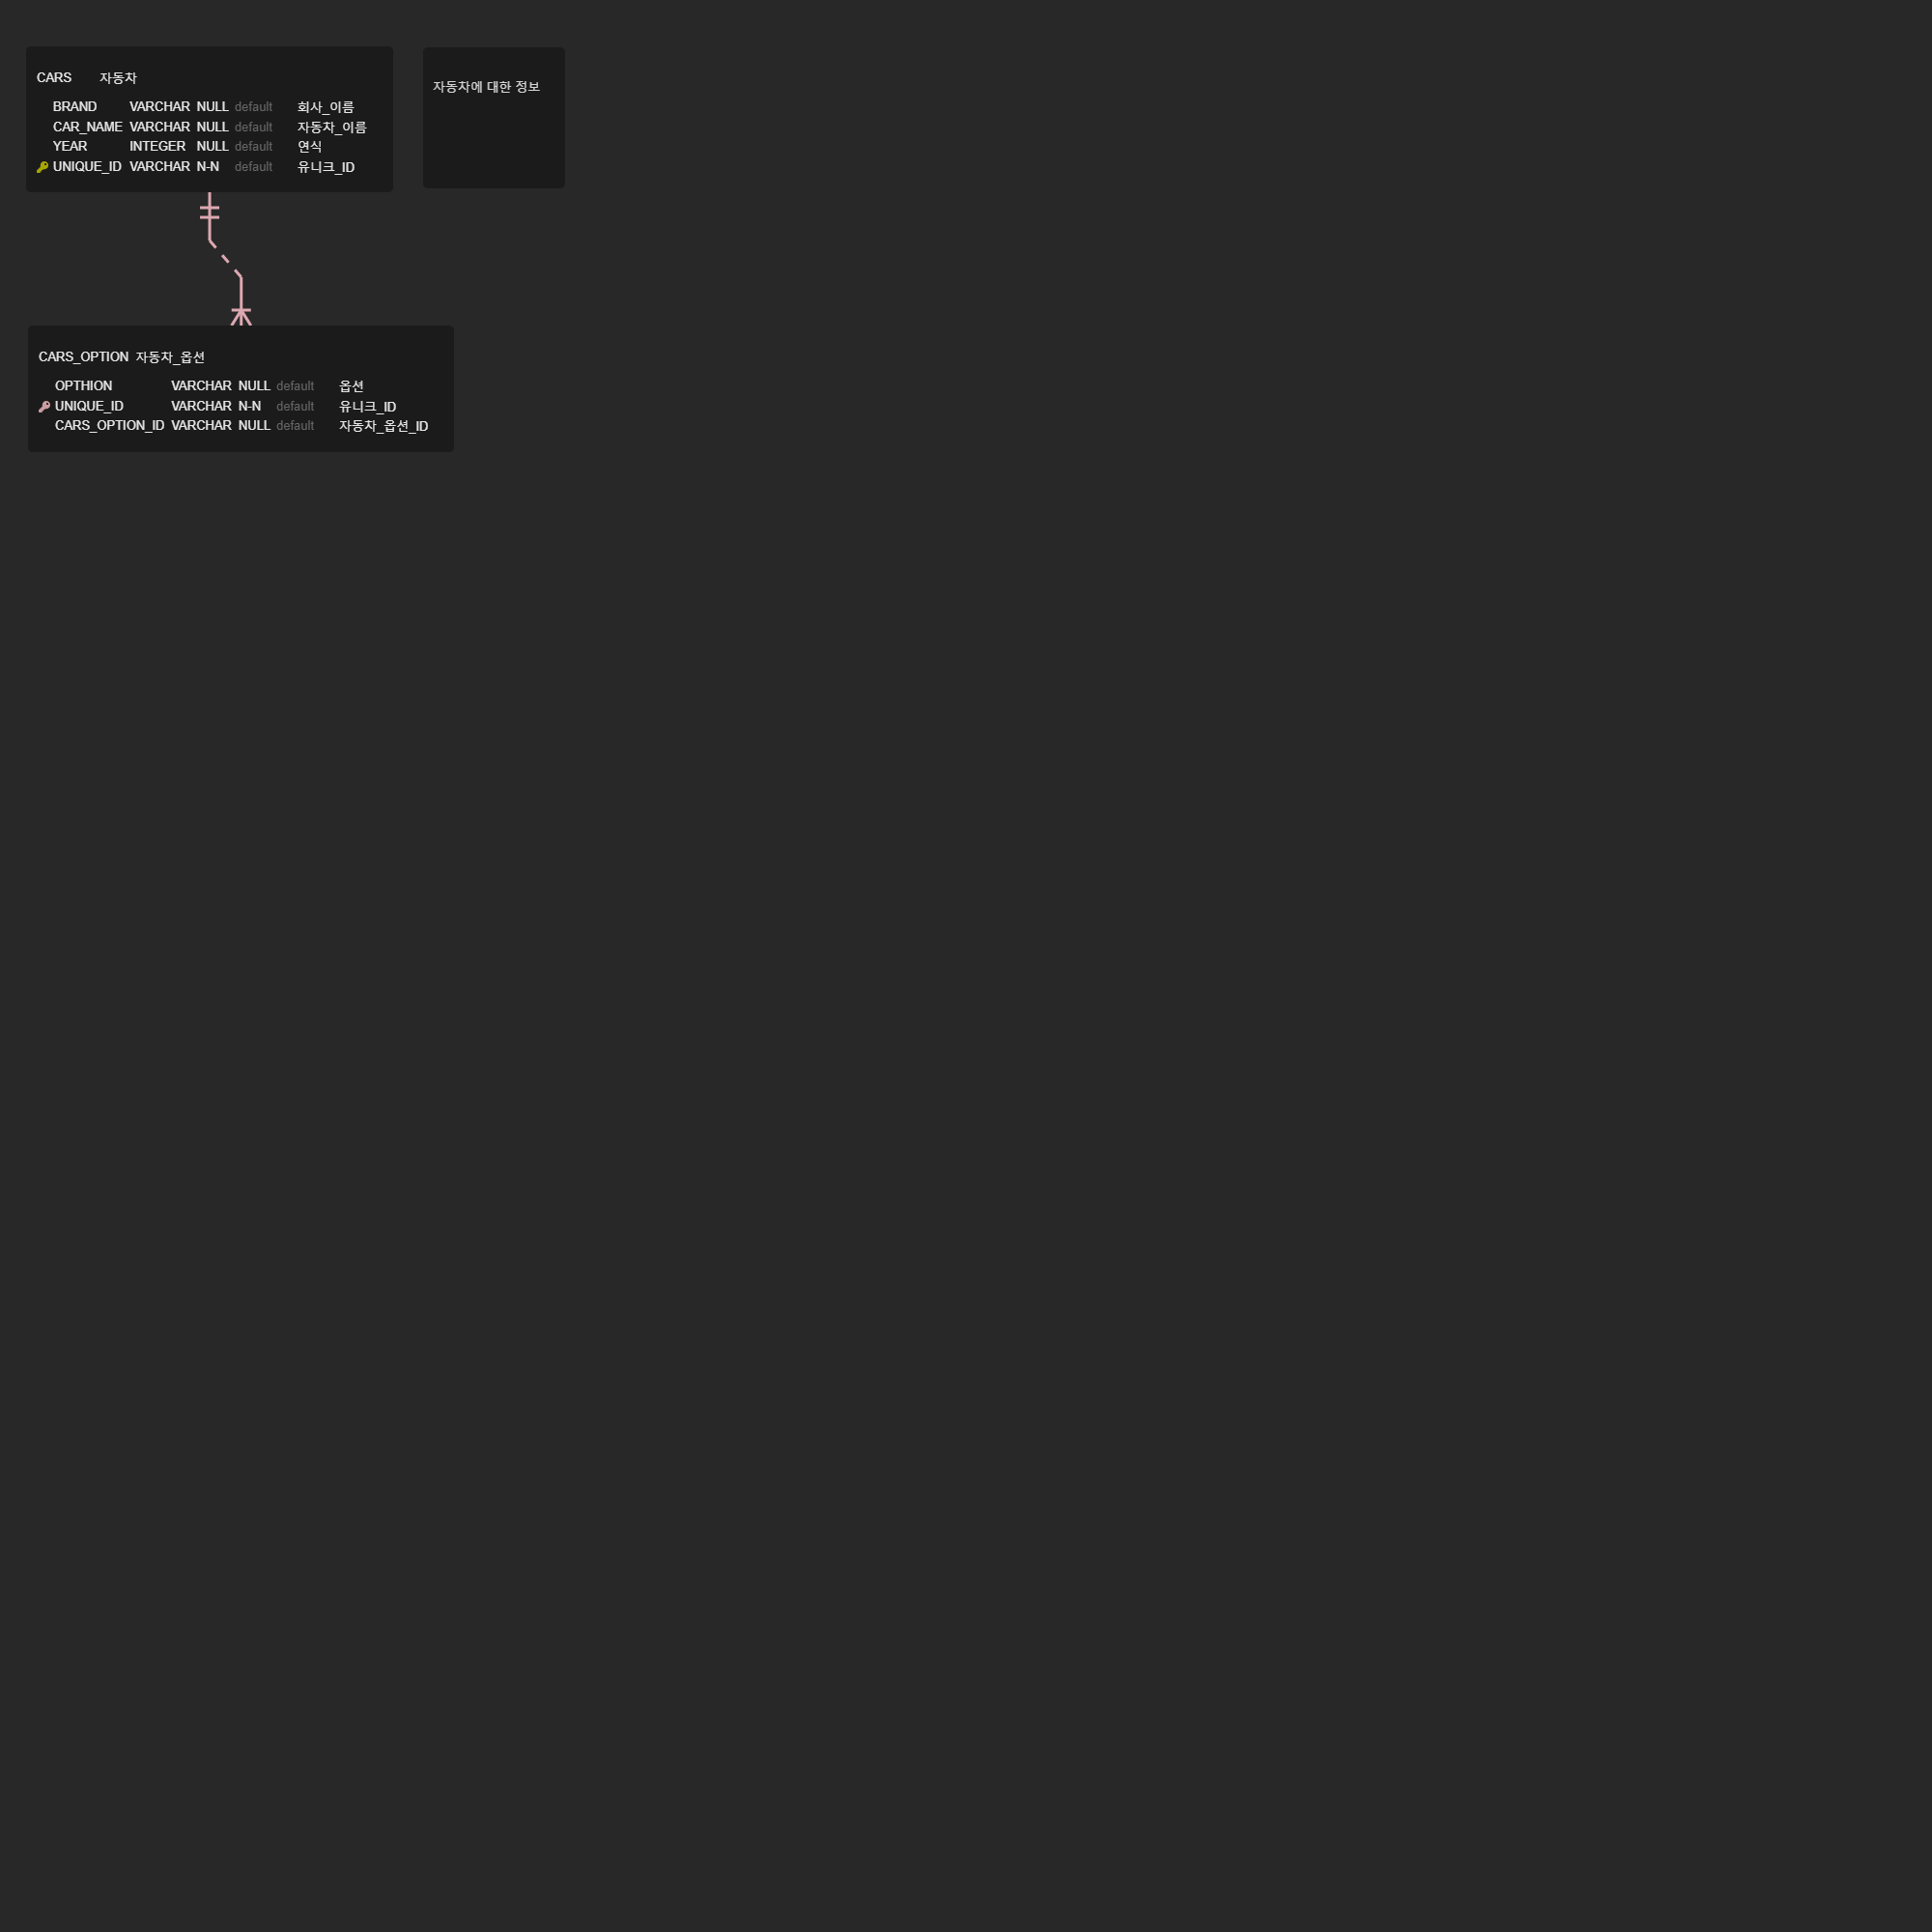 CARS 자동차
BRAND VARCHAR NULL default 회사_이름
CAR_NAME VARCHAR NULL default 자동차_이름
YEAR INTEGER NULL default 연식
UNIQUE_ID VARCHAR N-N default 유니크_ID
자동차에 대한 정보
CARS_OPTION 자동차_옵션
OPTHION VARCHAR NULL default 옵션
UNIQUE_ID VARCHAR N-N default 유니크_ID
CARS_OPTION_ID VARCHAR NULL default 자동차_옵션_ID